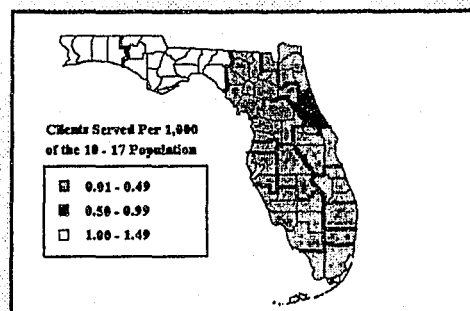 Clients Served Per 1,000
of the 10 - 17 Population
0.01 - 0.49
0.50 - 0.99
1.00 - 1.49